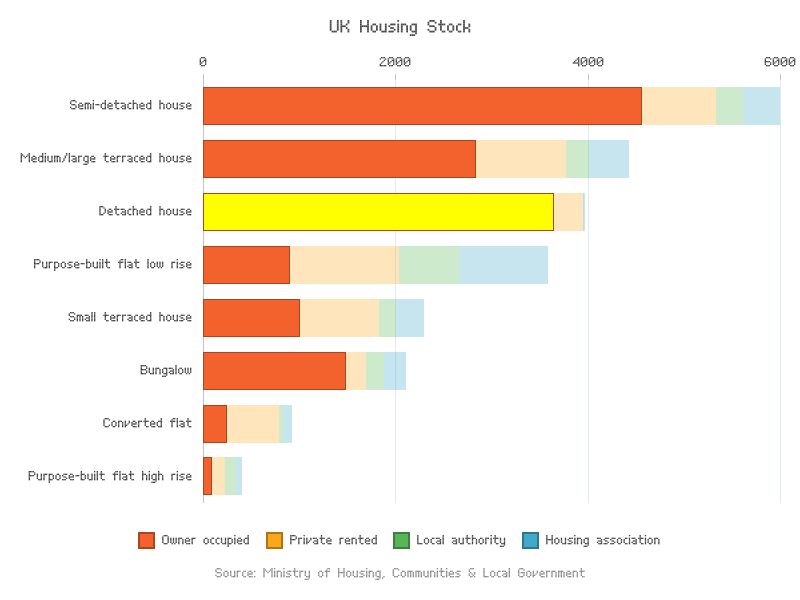 UK Housing Stock
0 2000 4000 6000
Semi-detached house
Medium/large terraced house
Detached house
Purpose-built flat low rise
Small terraced house
Bungalow
Converted flat
Purpose-built flat high rise
Owner occupied Private rented Local authority Housing association
Source: Ministry of Housing, Communities & Local Government